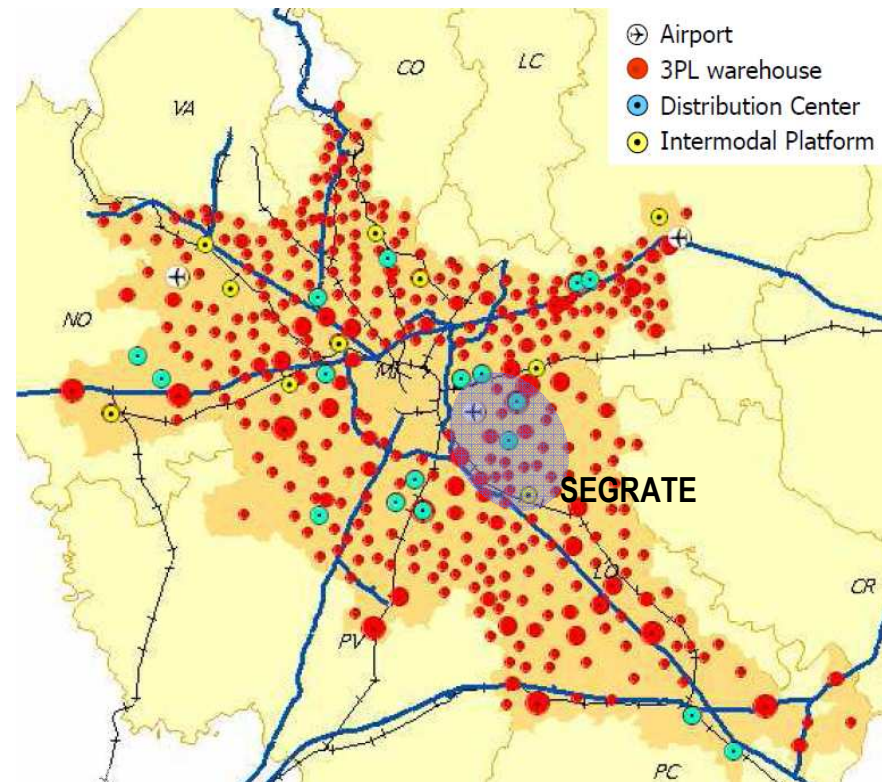 Airport
3PL warehouse
Distribution Center
Intermodal Platform
CO
LC
VA
NO
MI
SEGRATE
LO
CR
PV
PC